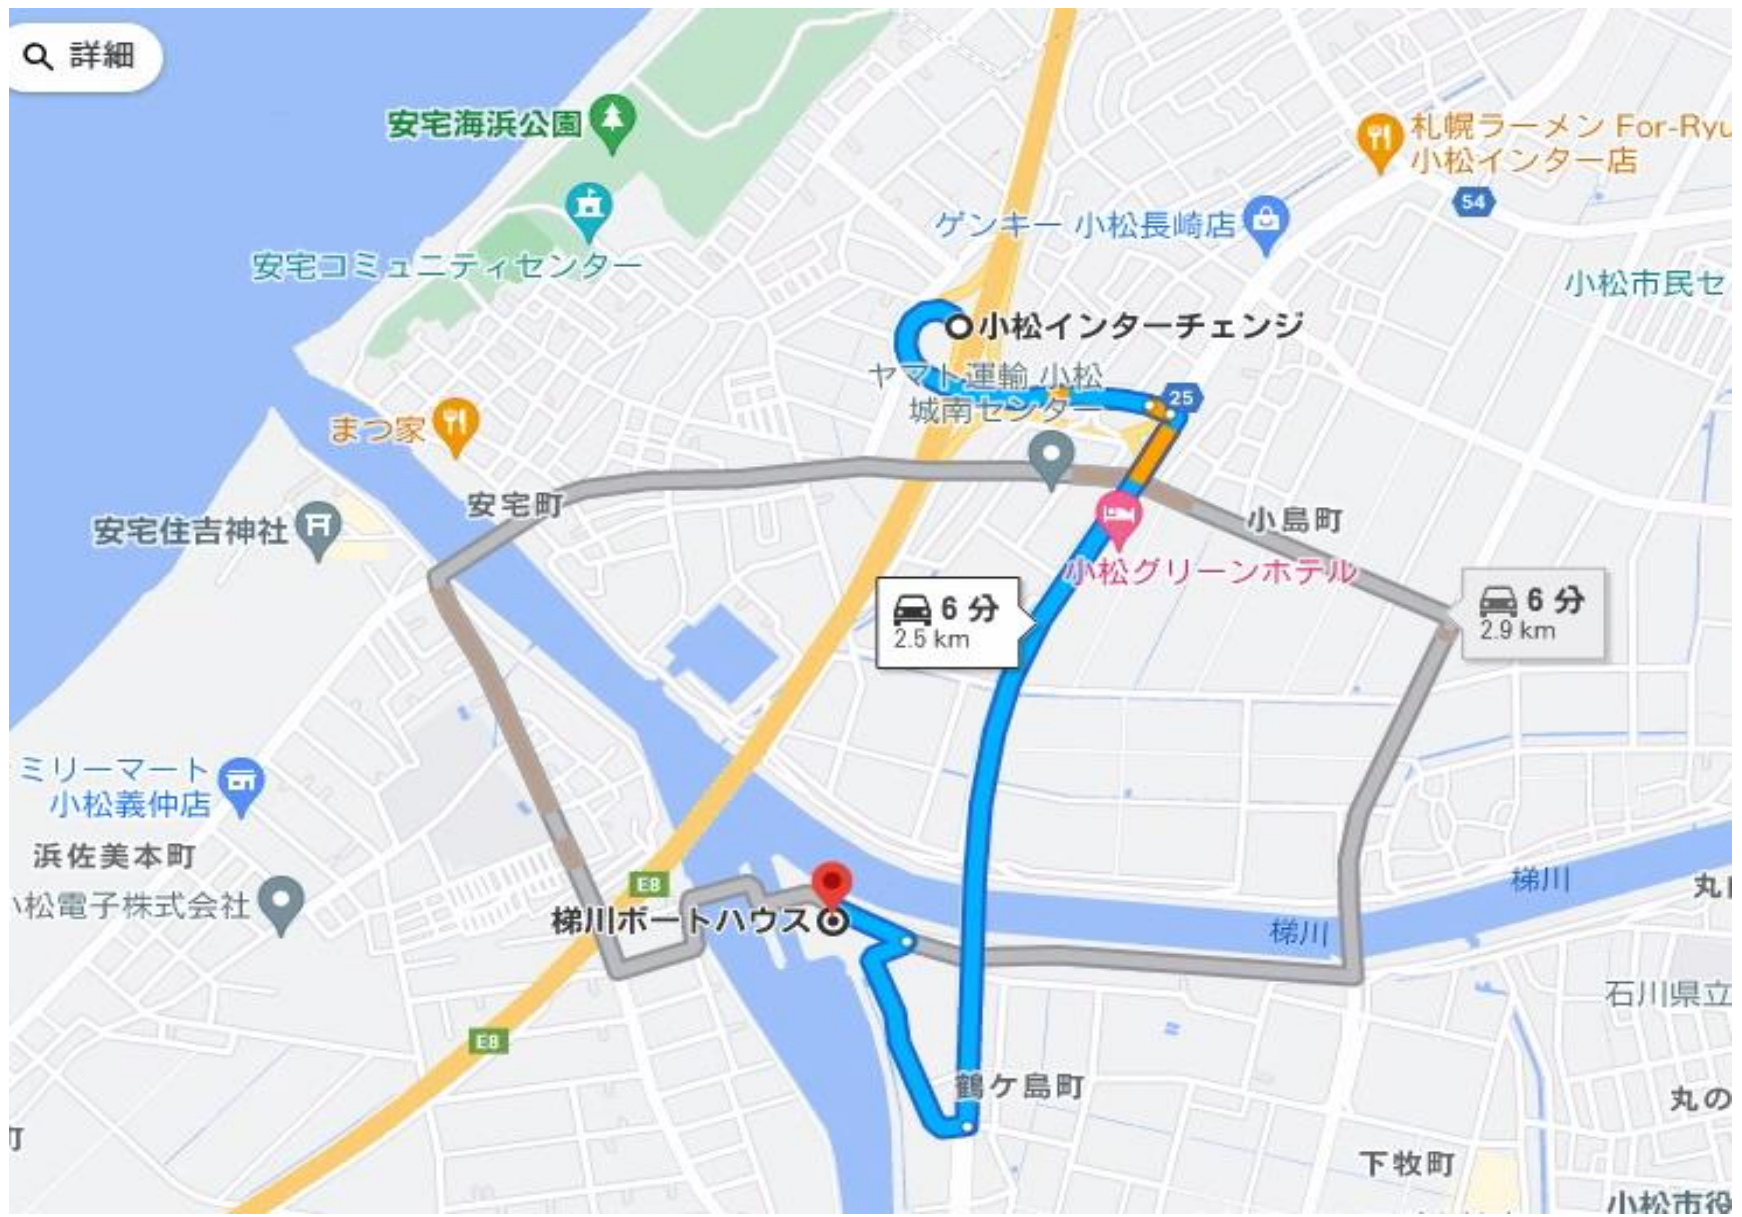 詳細
安宅海浜公園
札幌ラーメン For-Ryu
小松インター店
54
ゲンキー 小松長崎店
安宅コミュニティセンター
小松市民セ
小松インターチェンジ
ヤマト運輸 小松
城南センター
25
まつ家
安宅町
小島町
安宅住吉神社
小松グリーンホテル
6 分
2.5 km
6 分
2.9 km
ミリーマート
小松義仲店
浜佐美本町
小松電子株式会社
E8
梯川
丸
梯川ボートハウス
梯川
石川県立
E8
鶴ケ島町
丸の
町
下牧町
小松市役